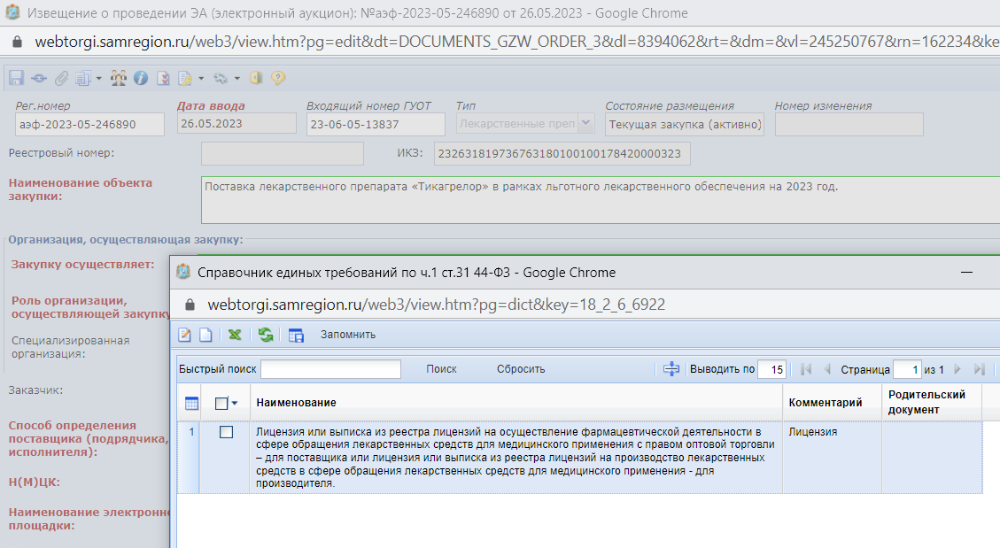 Извещение о проведении ЭА (электронный аукцион): №аэф-2023-05-246890 от 26.05.2023 - Google Chrome
webtorgi.samregion.ru/web3/view.htm?pg=edit&dt=DOCUMENTS_GZW_ORDER_3&dl=8394062&rt=&dm=&vl=245250767&rn=162234&ke
Рег.номер Дата ввода Входящий номер ГУОТ Тип Состояние размещения Номер изменения
аэф-2023-05-246890 26.05.2023 23-06-05-13837 Лекарственные преп Текущая закупка (активно)
Реестровый номер: ИКЗ: 232631819736763180100100178420000323
Наименование объекта
закупки:
Поставка лекарственного препарата «Тикагрелор» в рамках льготного лекарственного обеспечения на 2023 год.
Организация, осуществляющая закупку:
Закупку осуществляет:
Роль организации,
осуществляющей закупку
Специализированная
организация:
Заказчик:
Способ определения
поставщика (подрядчика,
исполнителя):
Н(М)ЦК:
Наименование электронно
площадки:
Справочник единых требований по ч.1 ст.31 44-ФЗ - Google Chrome
webtorgi.samregion.ru/web3/view.htm?pg=dict&key=18_2_6_6922
Запомнить
Быстрый поиск Поиск Сбросить Выводить по 15 Страница 1 из 1
Наименование Комментарий Родительский
документ
1 Лицензия или выписка из реестра лицензий на осуществление фармацевтической деятельности в Лицензия
сфере обращения лекарственных средств для медицинского применения с правом оптовой торговли
– для поставщика или лицензия или выписка из реестра лицензий на производство лекарственных
средств в сфере обращения лекарственных средств для медицинского применения - для
производителя.